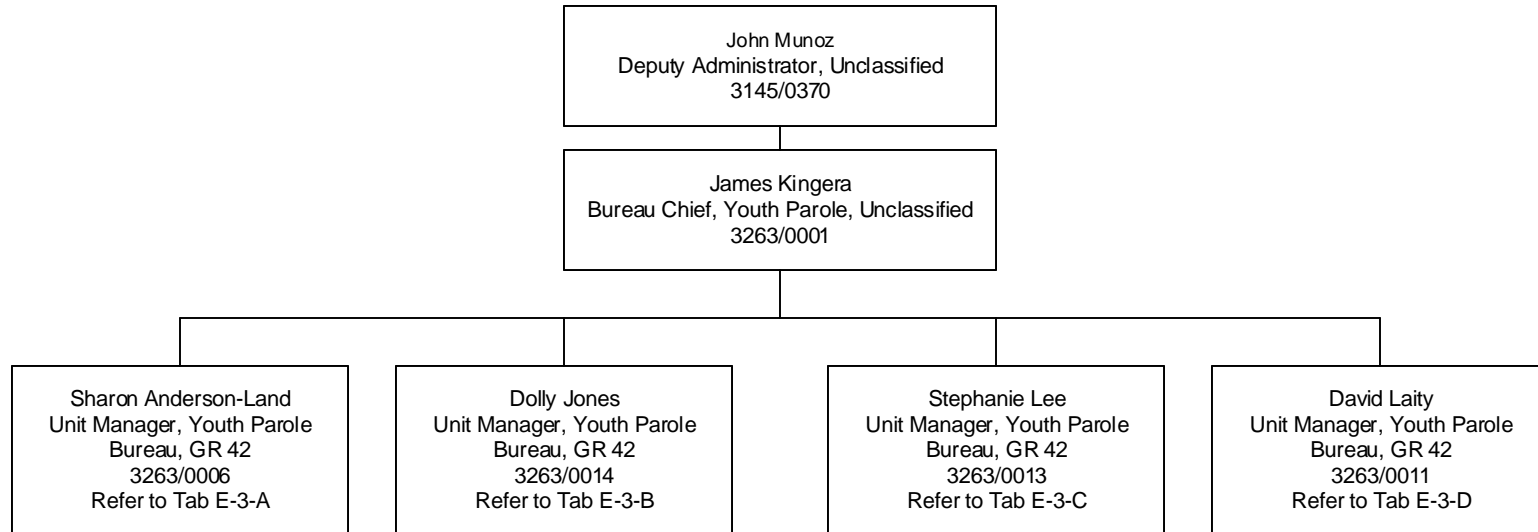 John Munoz
Deputy Administrator, Unclassified
3145/0370
James Kingera
Bureau Chief, Youth Parole, Unclassified
3263/0001
Sharon Anderson-Land
Unit Manager, Youth Parole
Bureau, GR 42
3263/0006
Refer to Tab E-3-A
Dolly Jones
Unit Manager, Youth Parole
Bureau, GR 42
3263/0014
Refer to Tab E-3-B
Stephanie Lee
Unit Manager, Youth Parole
Bureau, GR 42
3263/0013
Refer to Tab E-3-C
David Laity
Unit Manager, Youth Parole
Bureau, GR 42
3263/0011
Refer to Tab E-3-D